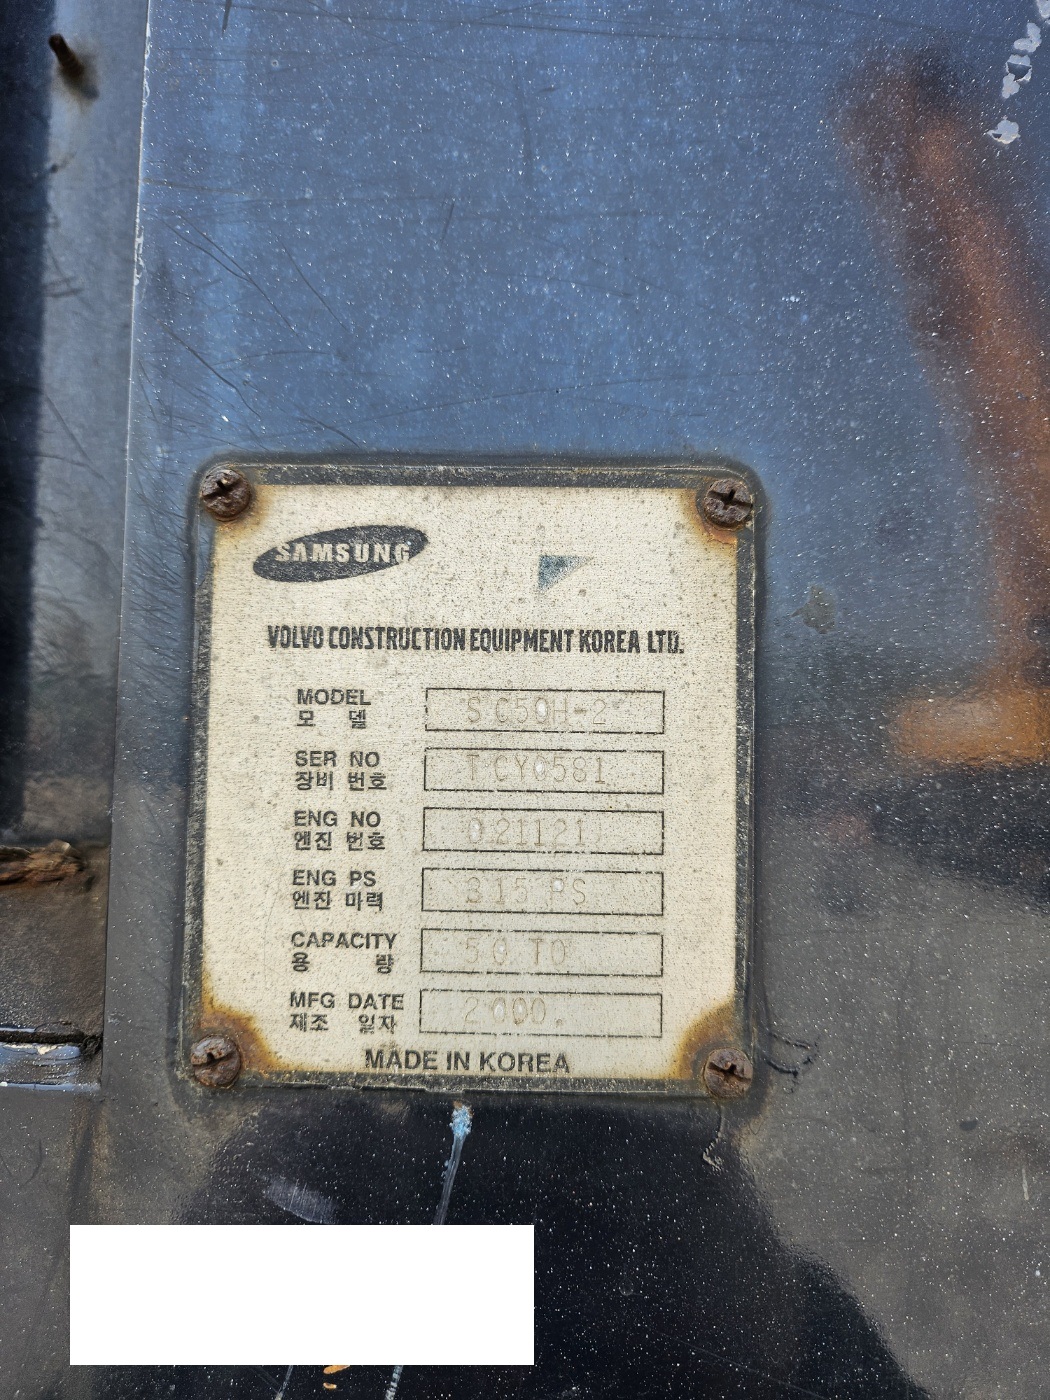 SAMSUNG
VOLVO CONSTRUCTION EQUIPMENT KOREA LTD.
MODEL SC50H-2
모 델
SER NO TCY0581
장비 번호
ENG NO 021121
엔진 번호
ENG PS 315 PS
엔진 마력
CAPACITY 50 TO
용 량
MFG DATE 2000.
제조 일자
MADE IN KOREA